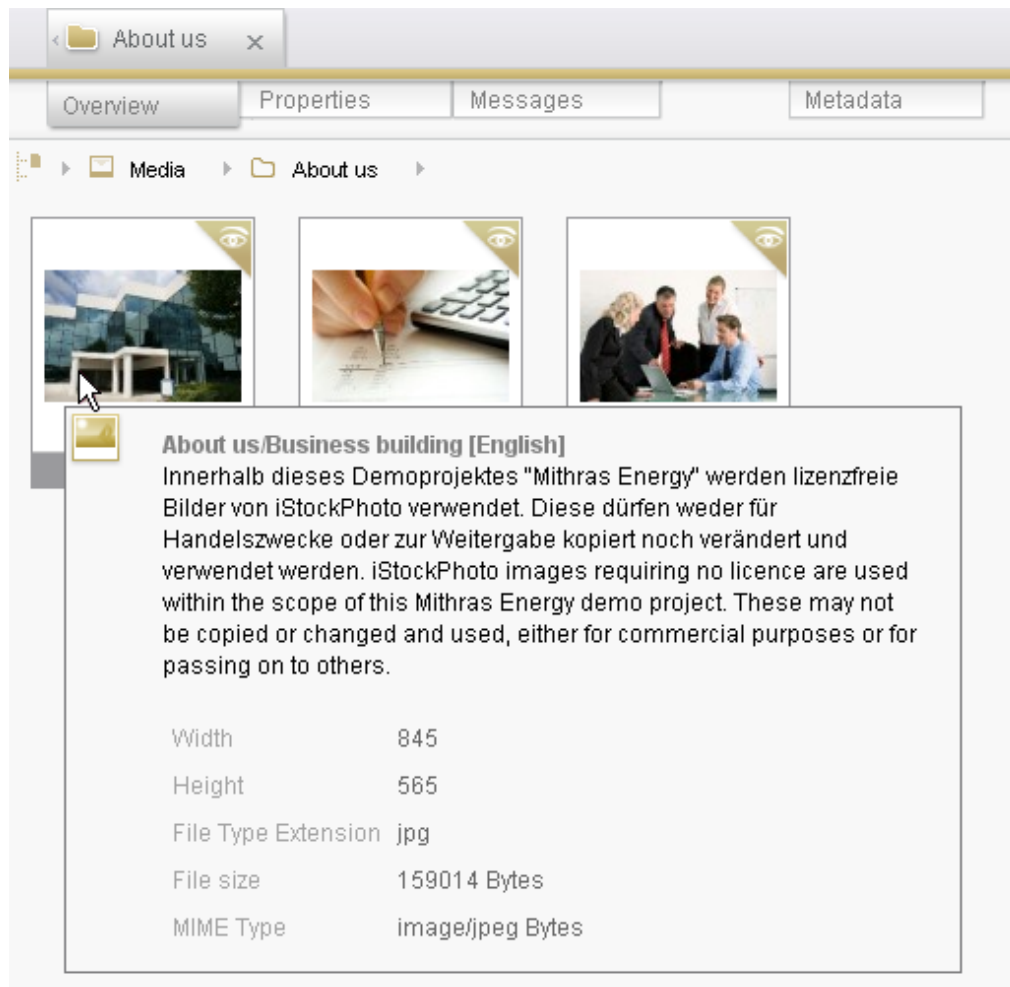 About us
Overview
Properties
Messages
Metadata
Media
About us
About us/Business building [English]
Innerhalb dieses Demoprojektes "Mithras Energy" werden lizenzfreie
Bilder von iStockPhoto verwendet. Diese dürfen weder für
Handelszwecke oder zur Weitergabe kopiert noch verändert und
verwendet werden. iStockPhoto images requiring no licence are used
within the scope of this Mithras Energy demo project. These may not
be copied or changed and used, either for commercial purposes or for
passing on to others.
Width 845
Height 565
File Type Extension jpg
File size 159014 Bytes
MIME Type image/jpeg Bytes